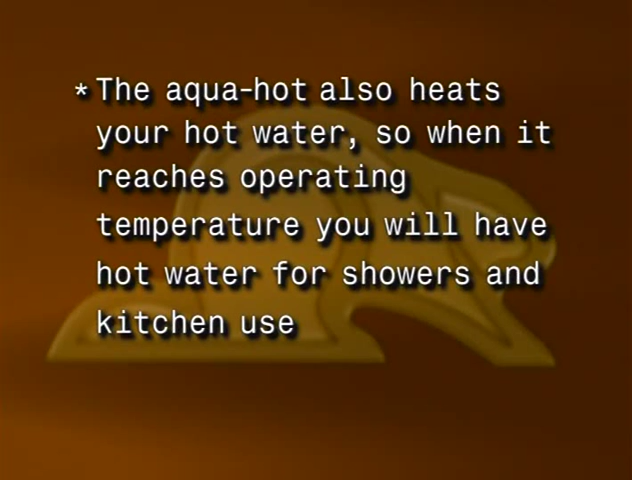 * The aqua-hot also heats
your hot water, so when it
reaches operating
temperature you will have
hot water for showers and
kitchen use